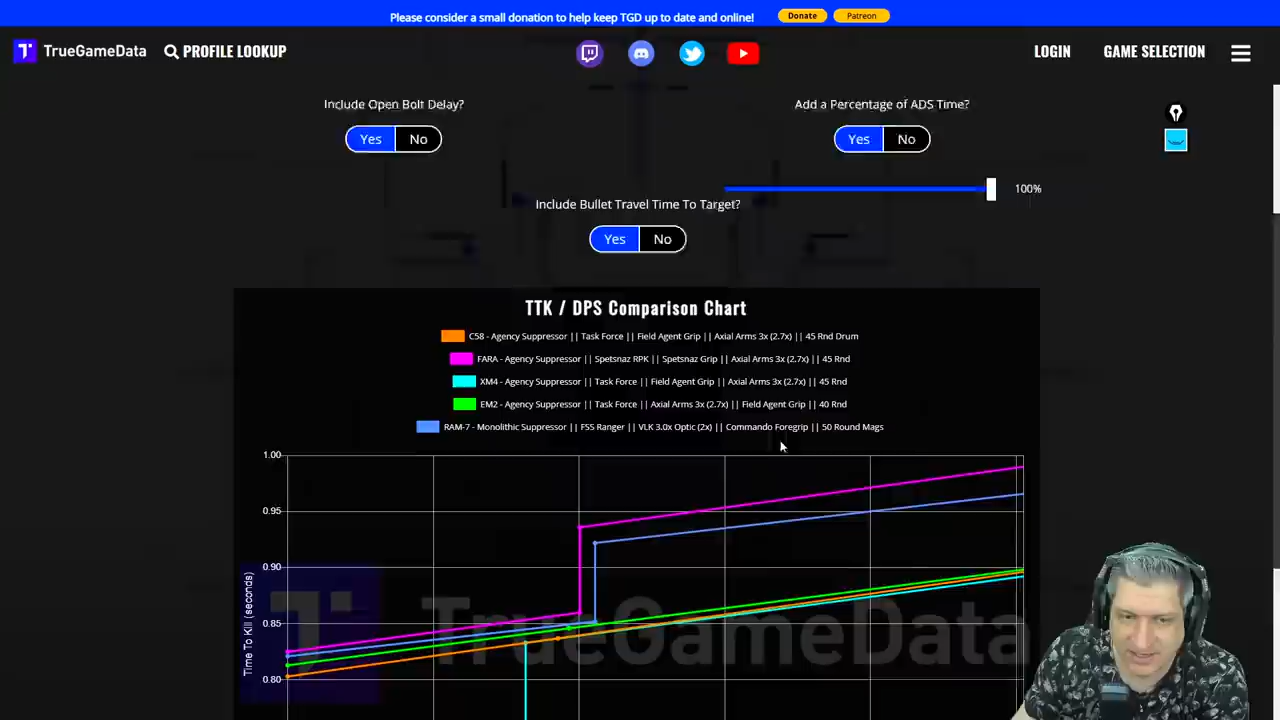 Please consider a small donation to help keep TGD up to date and online!
Donate
Patreon
TrueGameData
PROFILE LOOKUP
LOGIN
GAME SELECTION
Include Open Bolt Delay?
Yes
No
Add a Percentage of ADS Time?
Yes
No
100%
Include Bullet Travel Time To Target?
Yes
No
TTK / DPS Comparison Chart
C58 - Agency Suppressor || Task Force || Field Agent Grip || Axial Arms 3x (2.7x) || 45 Rnd Drum
FARA - Agency Suppressor || Spetsnaz RPK || Spetsnaz Grip || Axial Arms 3x (2.7x) || 45 Rnd
XM4 - Agency Suppressor || Task Force || Field Agent Grip || Axial Arms 3x (2.7x) || 45 Rnd
EM2 - Agency Suppressor || Task Force || Axial Arms 3x (2.7x) || Field Agent Grip || 40 Rnd
RAM-7 - Monolithic Suppressor || FSS Ranger || VLK 3.0x Optic (2x) || Commando Foregrip || 50 Round Mags
1.00
0.95
0.90
0.85
0.80
Time To Kill (seconds)
TrueGameData